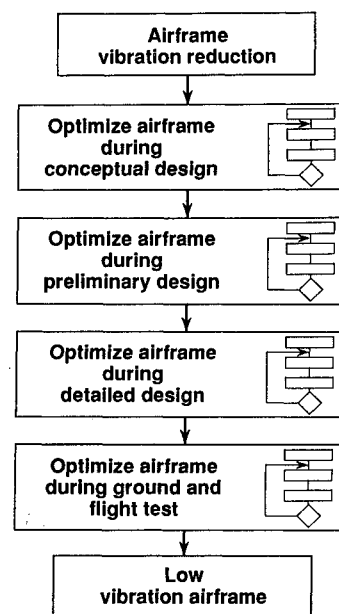 Airframe
vibration reduction
Optimize airframe
during
conceptual design
Optimize airframe
during
preliminary design
Optimize airframe
during
detailed design
Optimize airframe
during ground and
flight test
Low
vibration airframe